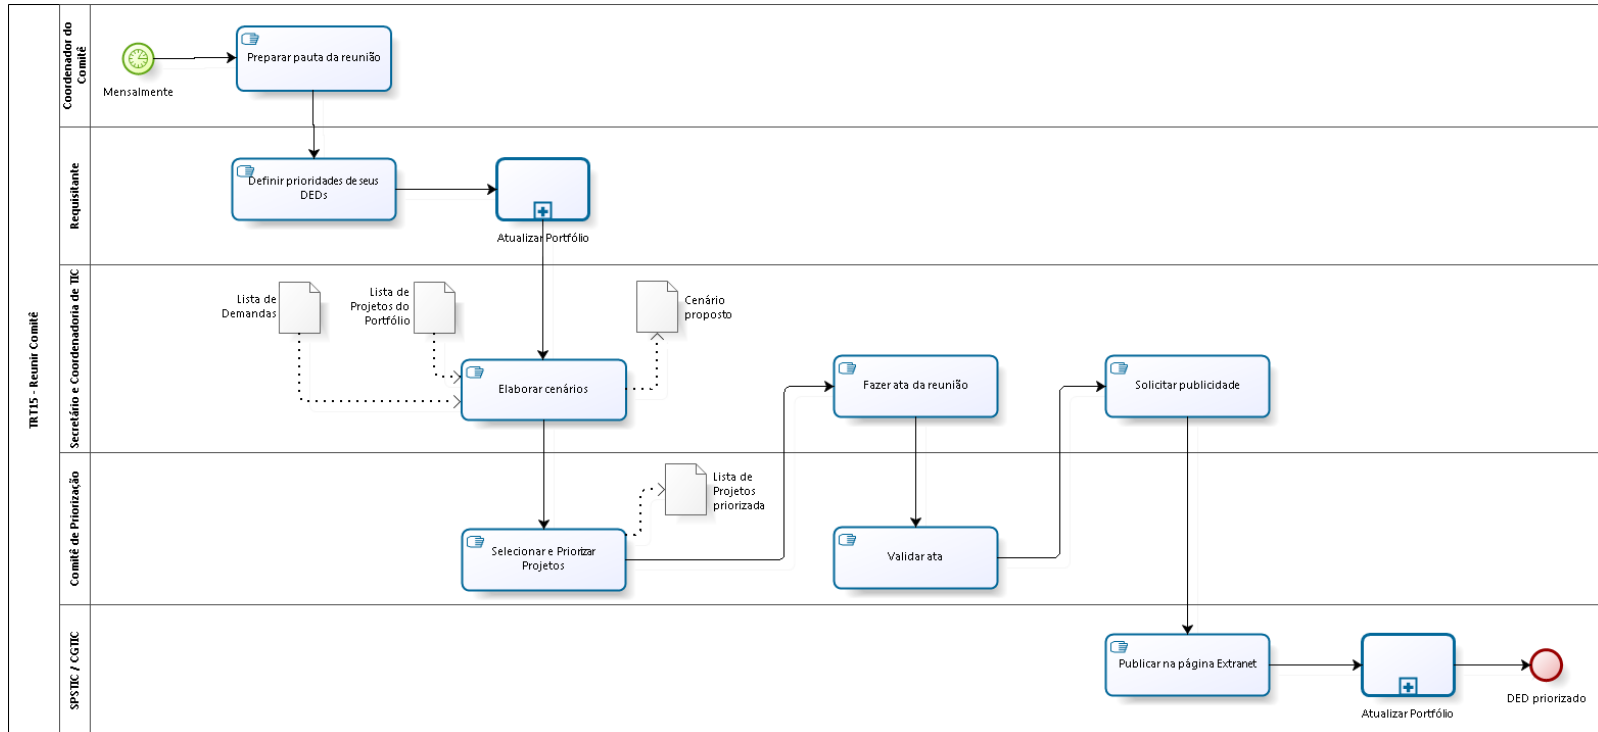 TRT15 - Reunir Comitê
Coordenador do
Comitê
Mensalmente
Preparar pauta da reunião
Requisitante
Definir prioridades de seus
DEDs
Atualizar Portfólio
Secretário e Coordenadoria de TIC
Lista de
Demandas
Lista de
Projetos do
Portfólio
Cenário
proposto
Elaborar cenários
Fazer ata da reunião
Solicitar publicidade
Comitê de Priorização
Lista de
Projetos
priorizada
Selecionar e Priorizar
Projetos
Validar ata
SPSTIC / CGTIC
Publicar na página Extranet
Atualizar Portfólio
DED priorizado